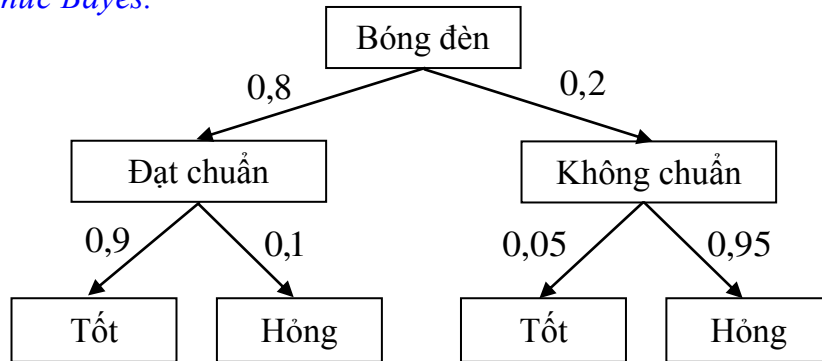 Bayes.
Bóng đèn
0,8 0,2
Đạt chuẩn Không chuẩn
0,9 0,1 0,05 0,95
Tốt Hỏng Tốt Hỏng